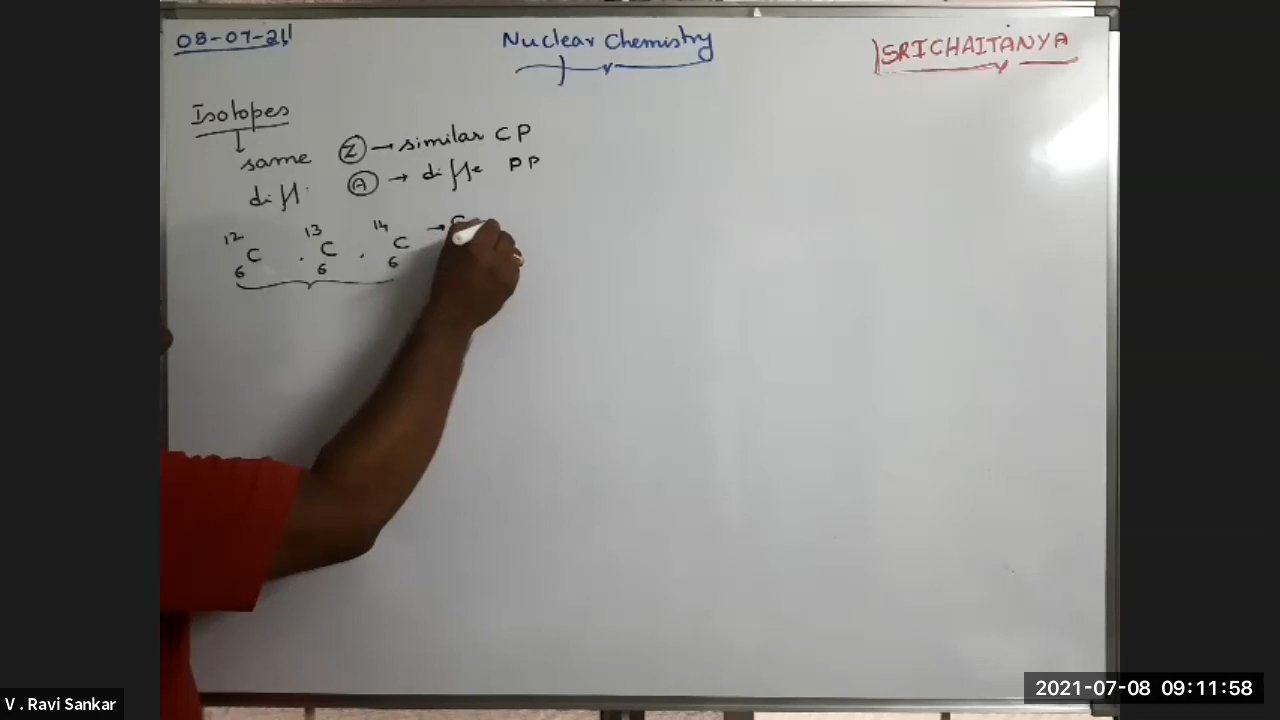 08-07-21
Nuclear Chemistry
SRICHAITANYA
Isotopes
same Z → similar CP
diff. A → diffe PP
12 6 C . 13 6 C . 14 6 C →
V . Ravi Sankar
2021-07-08 09:11:58